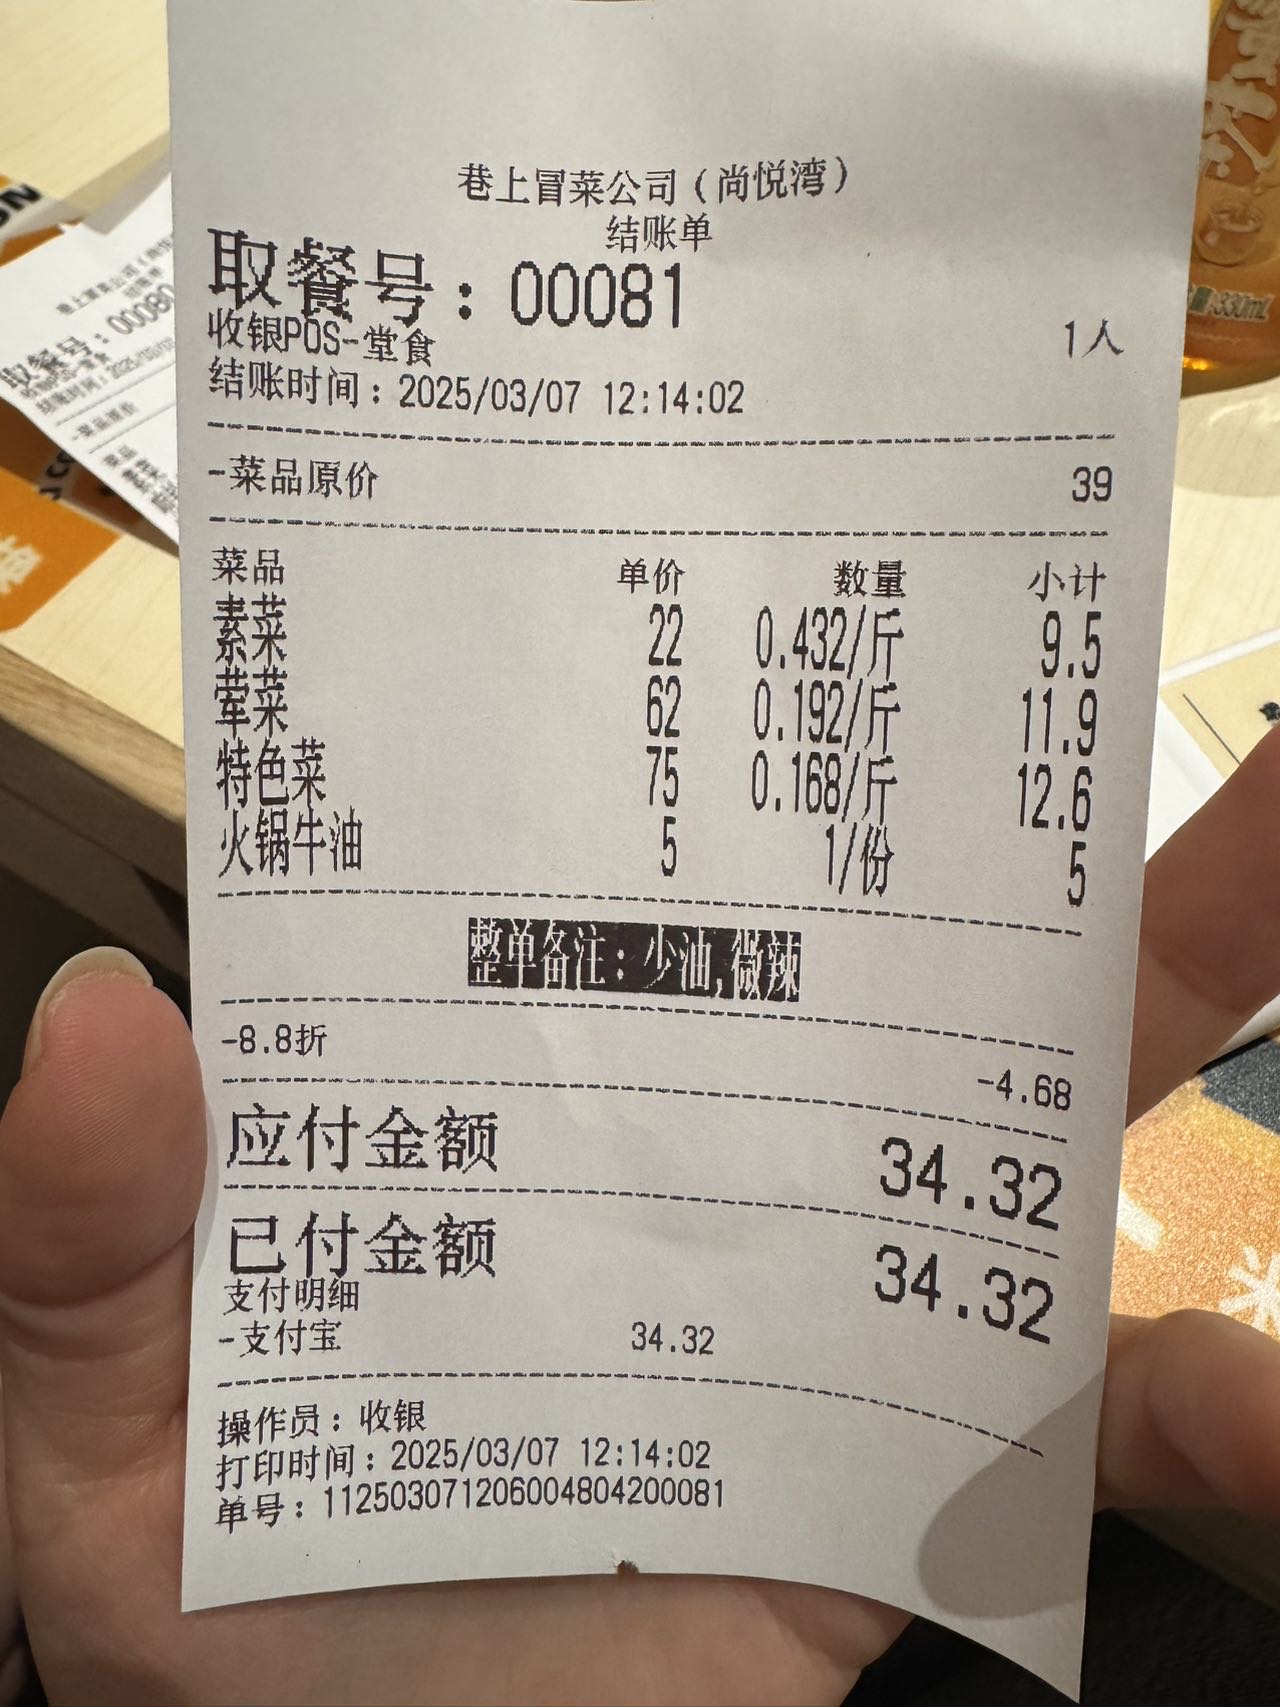 巷上冒菜公司（尚悦湾）
结账单
取餐号：00081
收银POS-堂食 1人
结账时间：2025/03/07 12:14:02
-菜品原价 39
菜品 单价 数量 小计
素菜 22 0.432/斤 9.5
荤菜 62 0.192/斤 11.9
特色菜 75 0.168/斤 12.6
火锅牛油 5 1/份 5
整单备注：少油,微辣
-8.8折 -4.68
应付金额 34.32
已付金额 34.32
支付明细
-支付宝 34.32
操作员：收银
打印时间：2025/03/07 12:14:02
单号：112503071206004804200081
取餐号：00080
330mL